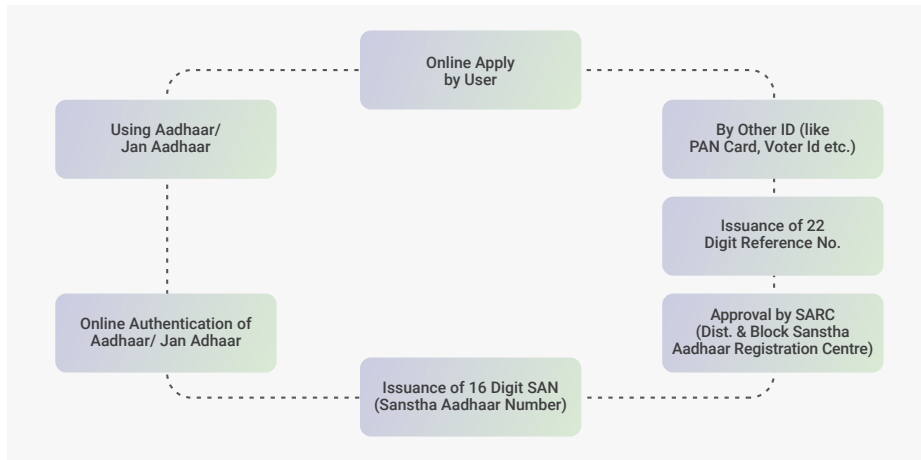 Online Apply
by User
Using Aadhaar/
Jan Aadhaar
Online Authentication of
Aadhaar/ Jan Adhaar
By Other ID (like
PAN Card, Voter Id etc.)
Issuance of 22
Digit Reference No.
Approval by SARC
(Dist. & Block Sanstha
Aadhaar Registration Centre)
Issuance of 16 Digit SAN
(Sanstha Aadhaar Number)